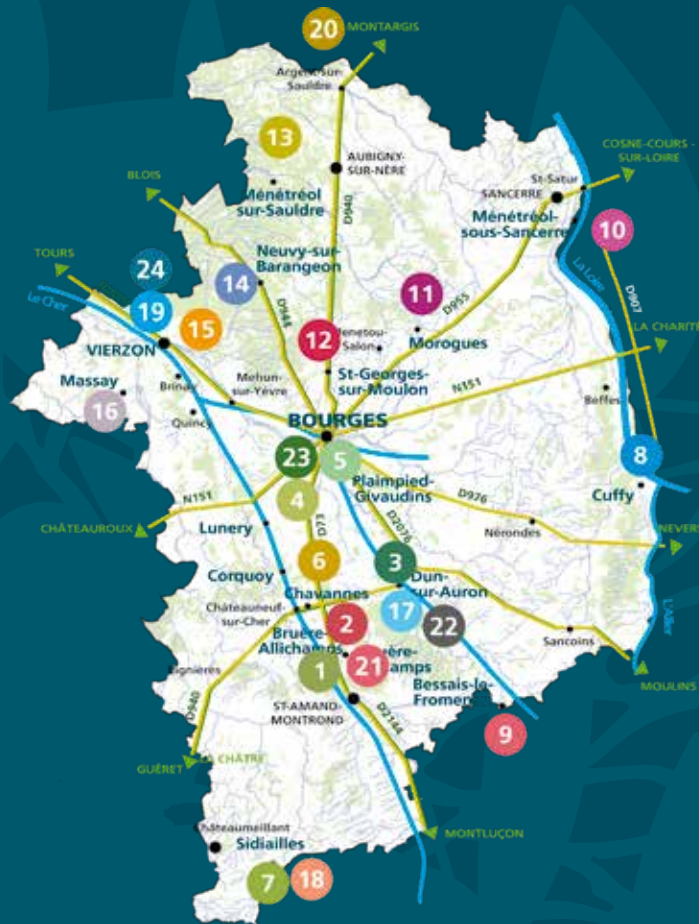 20
MONTARGIS
Argent-sur-
Sauldre
13
AUBIGNY-
SUR-NÈRE
COSNE-COURS -
SUR-LOIRE
BLOIS
St-Satur
SANCERRE
Ménétréol
sur-Sauldre
D940
Ménétréol-
sous-Sancerre
10
TOURS
Neuvy-sur-
Barangeon
24
14
La Loire
Le Cher
11
D907
19
15
D944
D955
12
Menetou-
Salon
Morogues
LA CHARITÉ
VIERZON
St-Georges-
sur-Moulon
Massay
Brinay
Mehun-
sur-Yèvre
N151
Beffes
16
Quincy
BOURGES
23
5
8
Plaimpied-
Givaudins
Cuffy
4
N151
D976
CHÂTEAUROUX
Lunery
D73
D2076
Nérondes
NEVERS
6
3
Corquoy
Dun-
sur-Auron
Chavannes
Châteauneuf-
sur-Cher
17
L'Allier
2
22
Bruère-
Allichamps
Sancoins
21
1
Lignières
Bessais-le-
Fromental
MOULINS
D940
ST-AMAND-
MONTROND
D2144
9
GUÉRET
LA CHÂTRE
Châteaumeillant
MONTLUÇON
Sidiailles
7
18